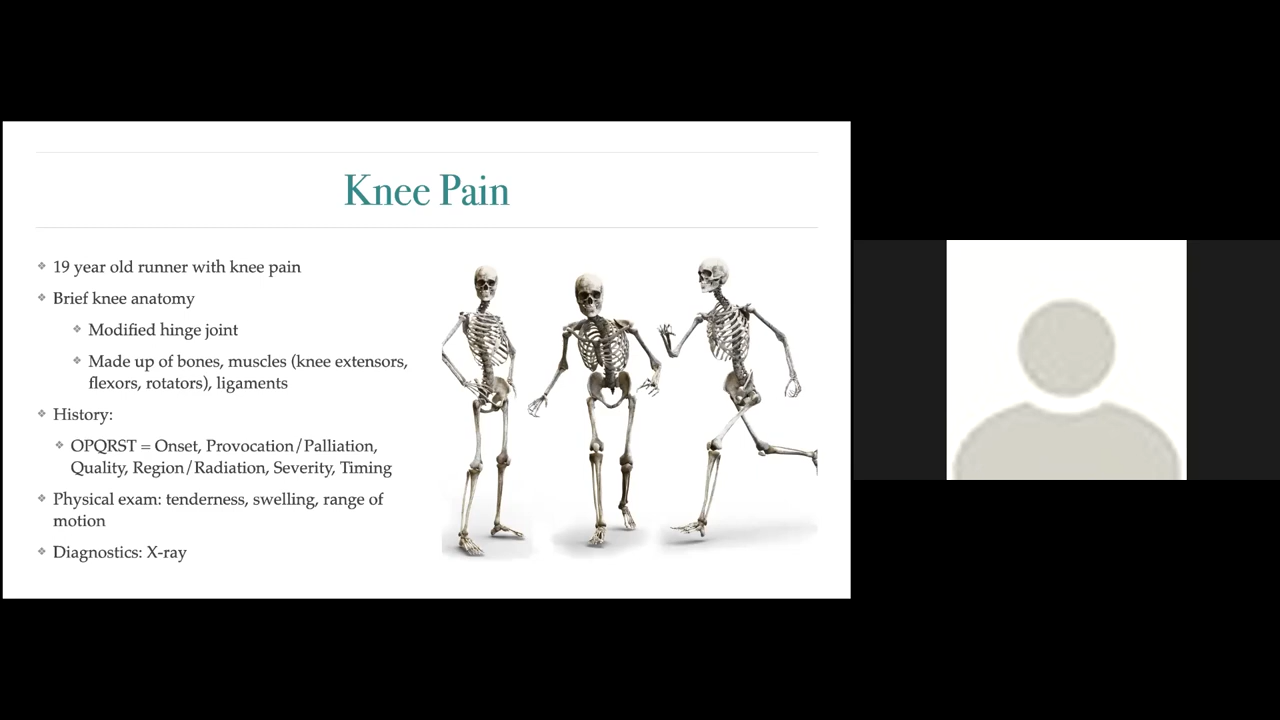 Knee Pain
19 year old runner with knee pain
Brief knee anatomy
Modified hinge joint
Made up of bones, muscles (knee extensors,
flexors, rotators), ligaments
History:
OPQRST = Onset, Provocation/Palliation,
Quality, Region/Radiation, Severity, Timing
Physical exam: tenderness, swelling, range of
motion
Diagnostics: X-ray